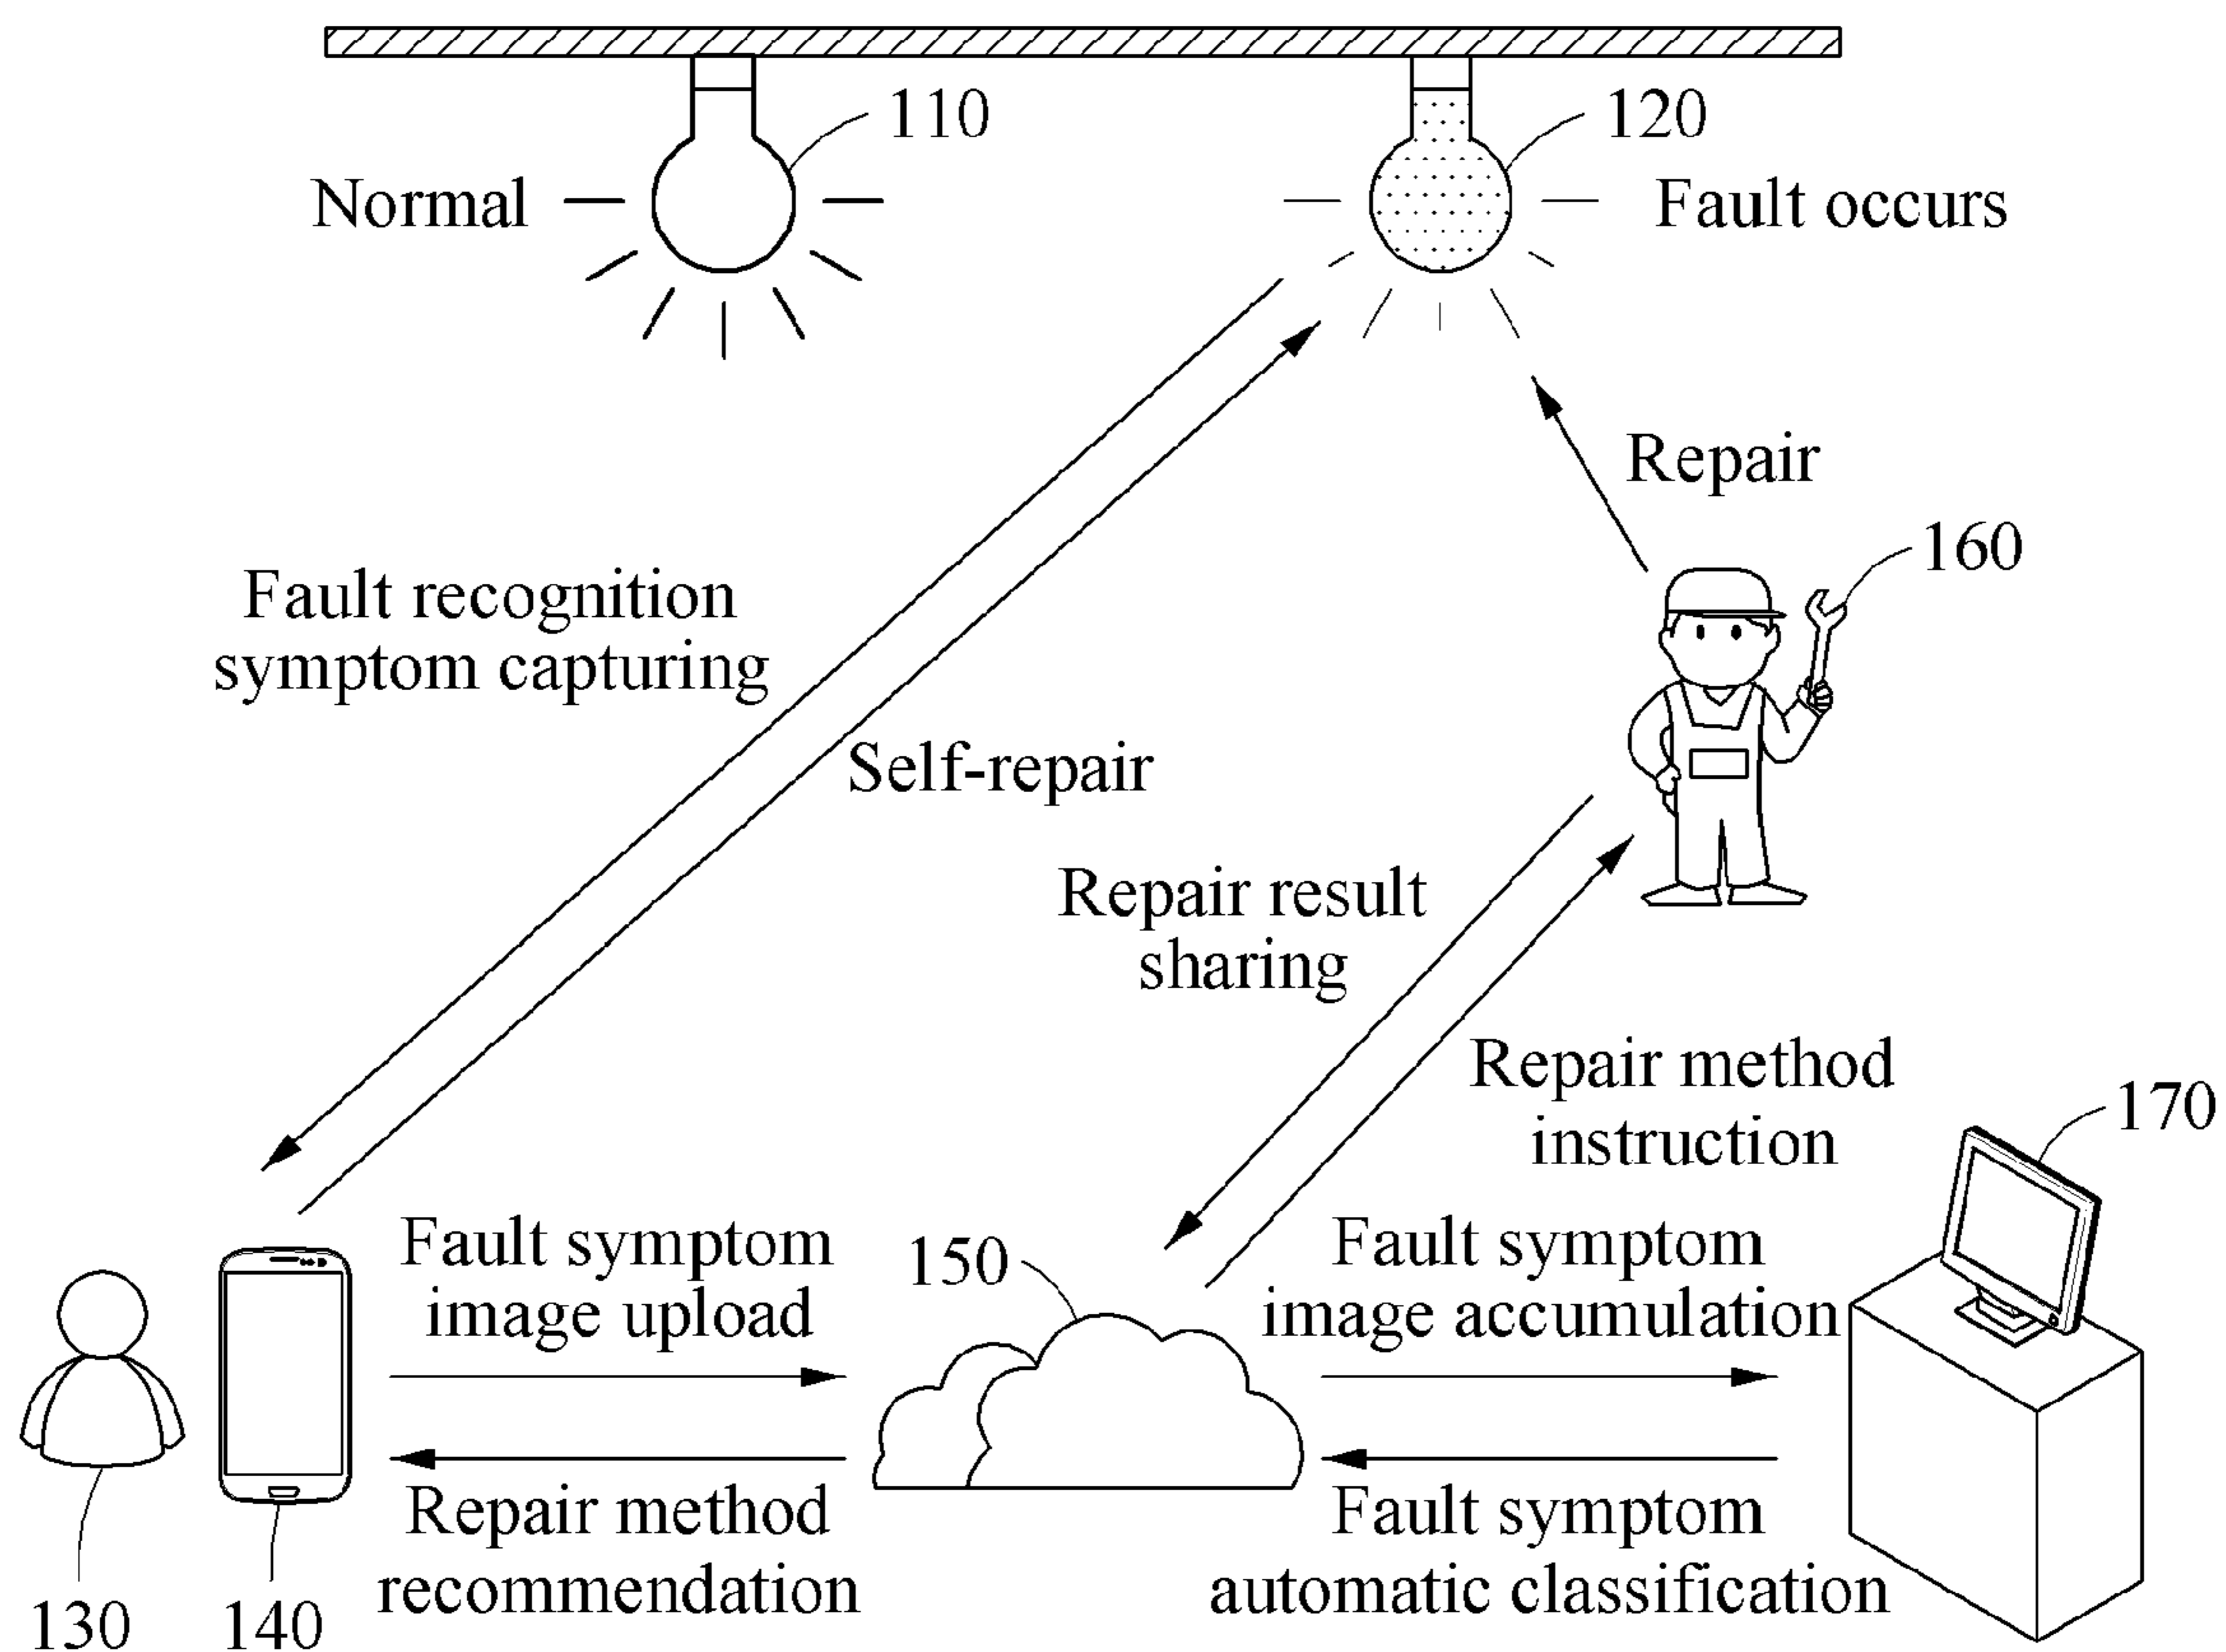 110
120
Normal
Fault occurs
Repair
160
Fault recognition
symptom capturing
Self-repair
Repair result
sharing
Repair method
instruction
170
Fault symptom
image upload
150
Fault symptom
image accumulation
Repair method
recommendation
Fault symptom
automatic classification
130
140